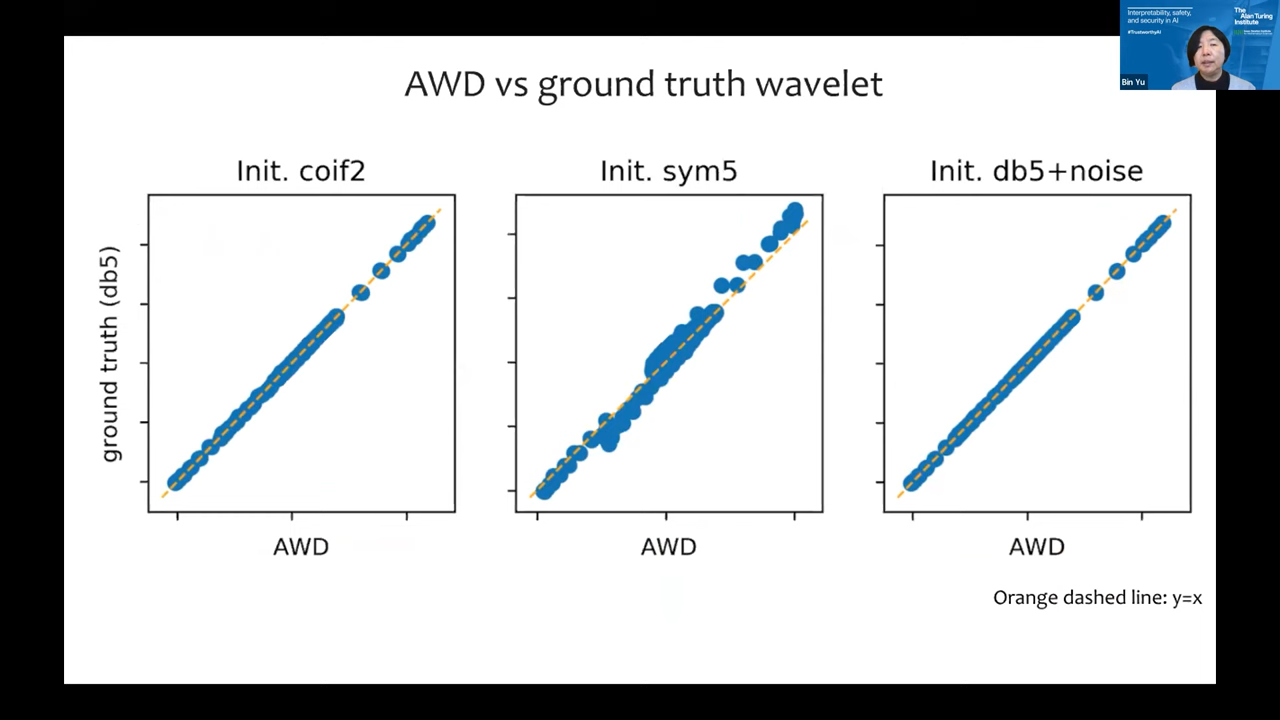 Interpretability, safety,
and security in AI
#TrustworthyAI
The
Alan Turing
Institute
Bin Yu
AWD vs ground truth wavelet
Init. coif2
Init. sym5
Init. db5+noise
ground truth (db5)
AWD
AWD
AWD
Orange dashed line: y=x